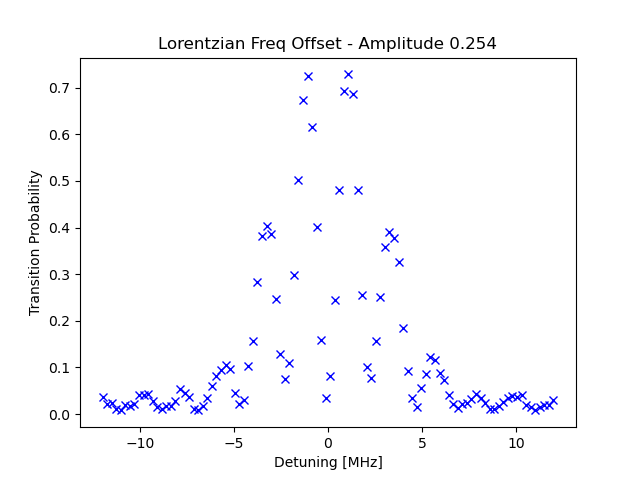 Lorentzian Freq Offset - Amplitude 0.254
Transition Probability
0.7
0.6
0.5
0.4
0.3
0.2
0.1
0.0
−10 −5 0 5 10
Detuning [MHz]